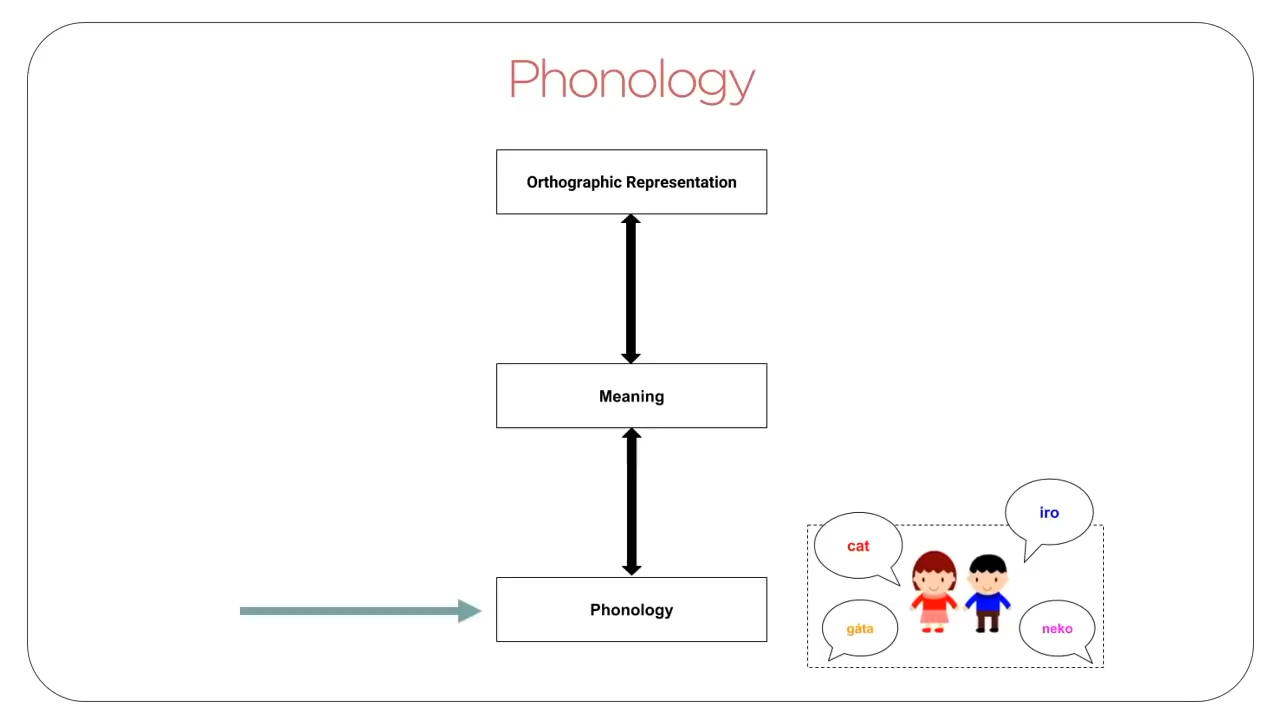 Phonology
Orthographic Representation
Meaning
iro
cat
Phonology
gáta
neko